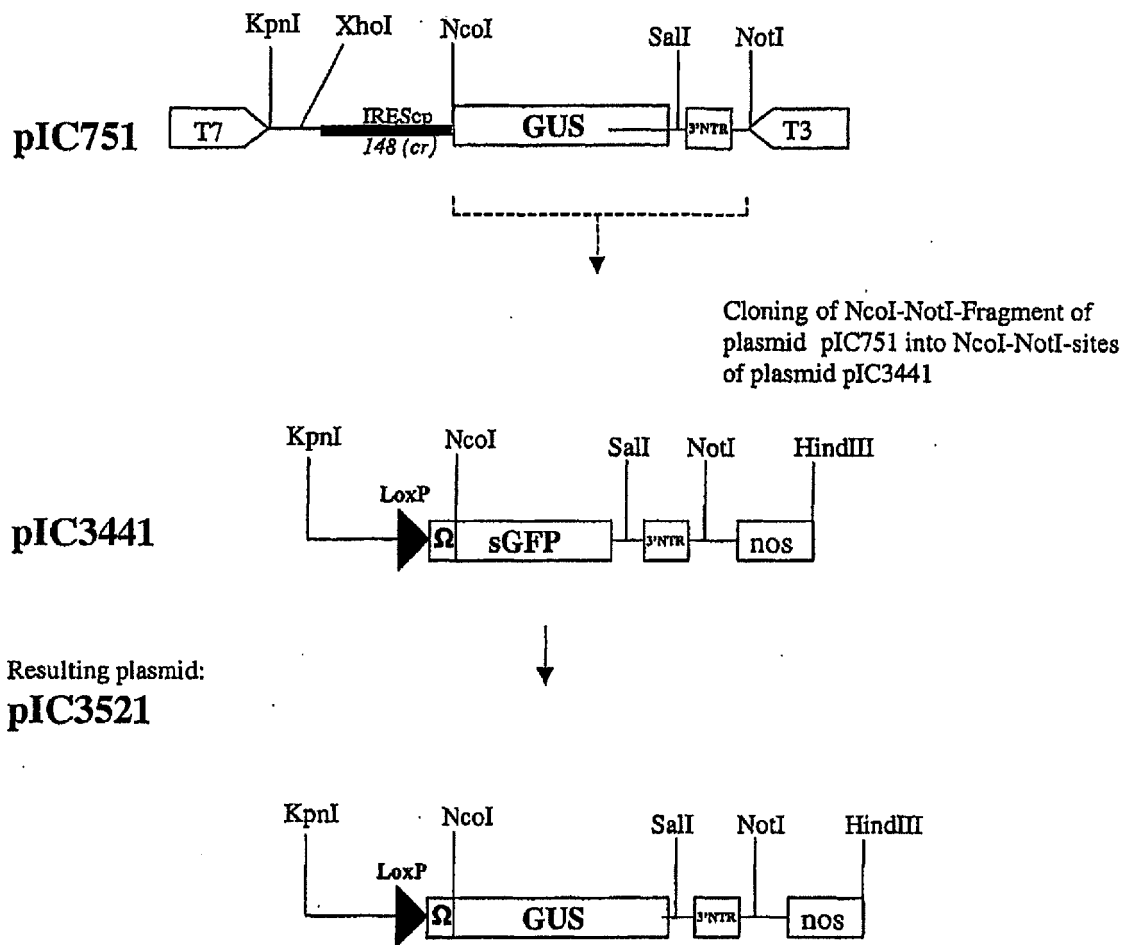 KpnI XhoI NcoI SalI NotI
pIC751 T7 IREScp 148 (cr) GUS 3'NTR T3
Cloning of NcoI-NotI-Fragment of
plasmid pIC751 into NcoI-NotI-sites
of plasmid pIC3441
KpnI NcoI SalI NotI HindIII
LoxP
pIC3441 Ω sGFP 3'NTR nos
Resulting plasmid:
pIC3521
KpnI NcoI SalI NotI HindIII
LoxP
Ω GUS 3'NTR nos